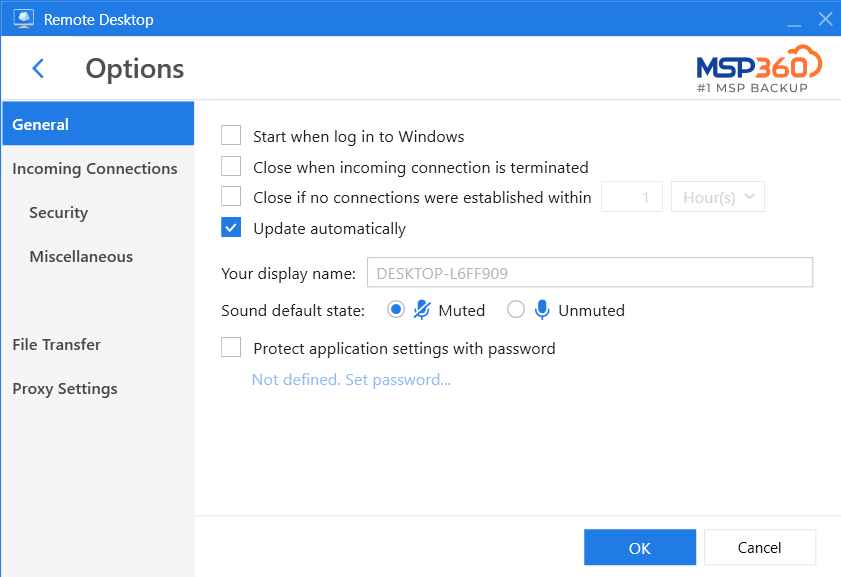 Remote Desktop
Options
MSP360
#1 MSP BACKUP
General
Incoming Connections
Security
Miscellaneous
File Transfer
Proxy Settings
Start when log in to Windows
Close when incoming connection is terminated
Close if no connections were established within 1 Hour(s)
Update automatically
Your display name: DESKTOP-L6FF909
Sound default state: Muted Unmuted
Protect application settings with password
Not defined. Set password...
OK Cancel